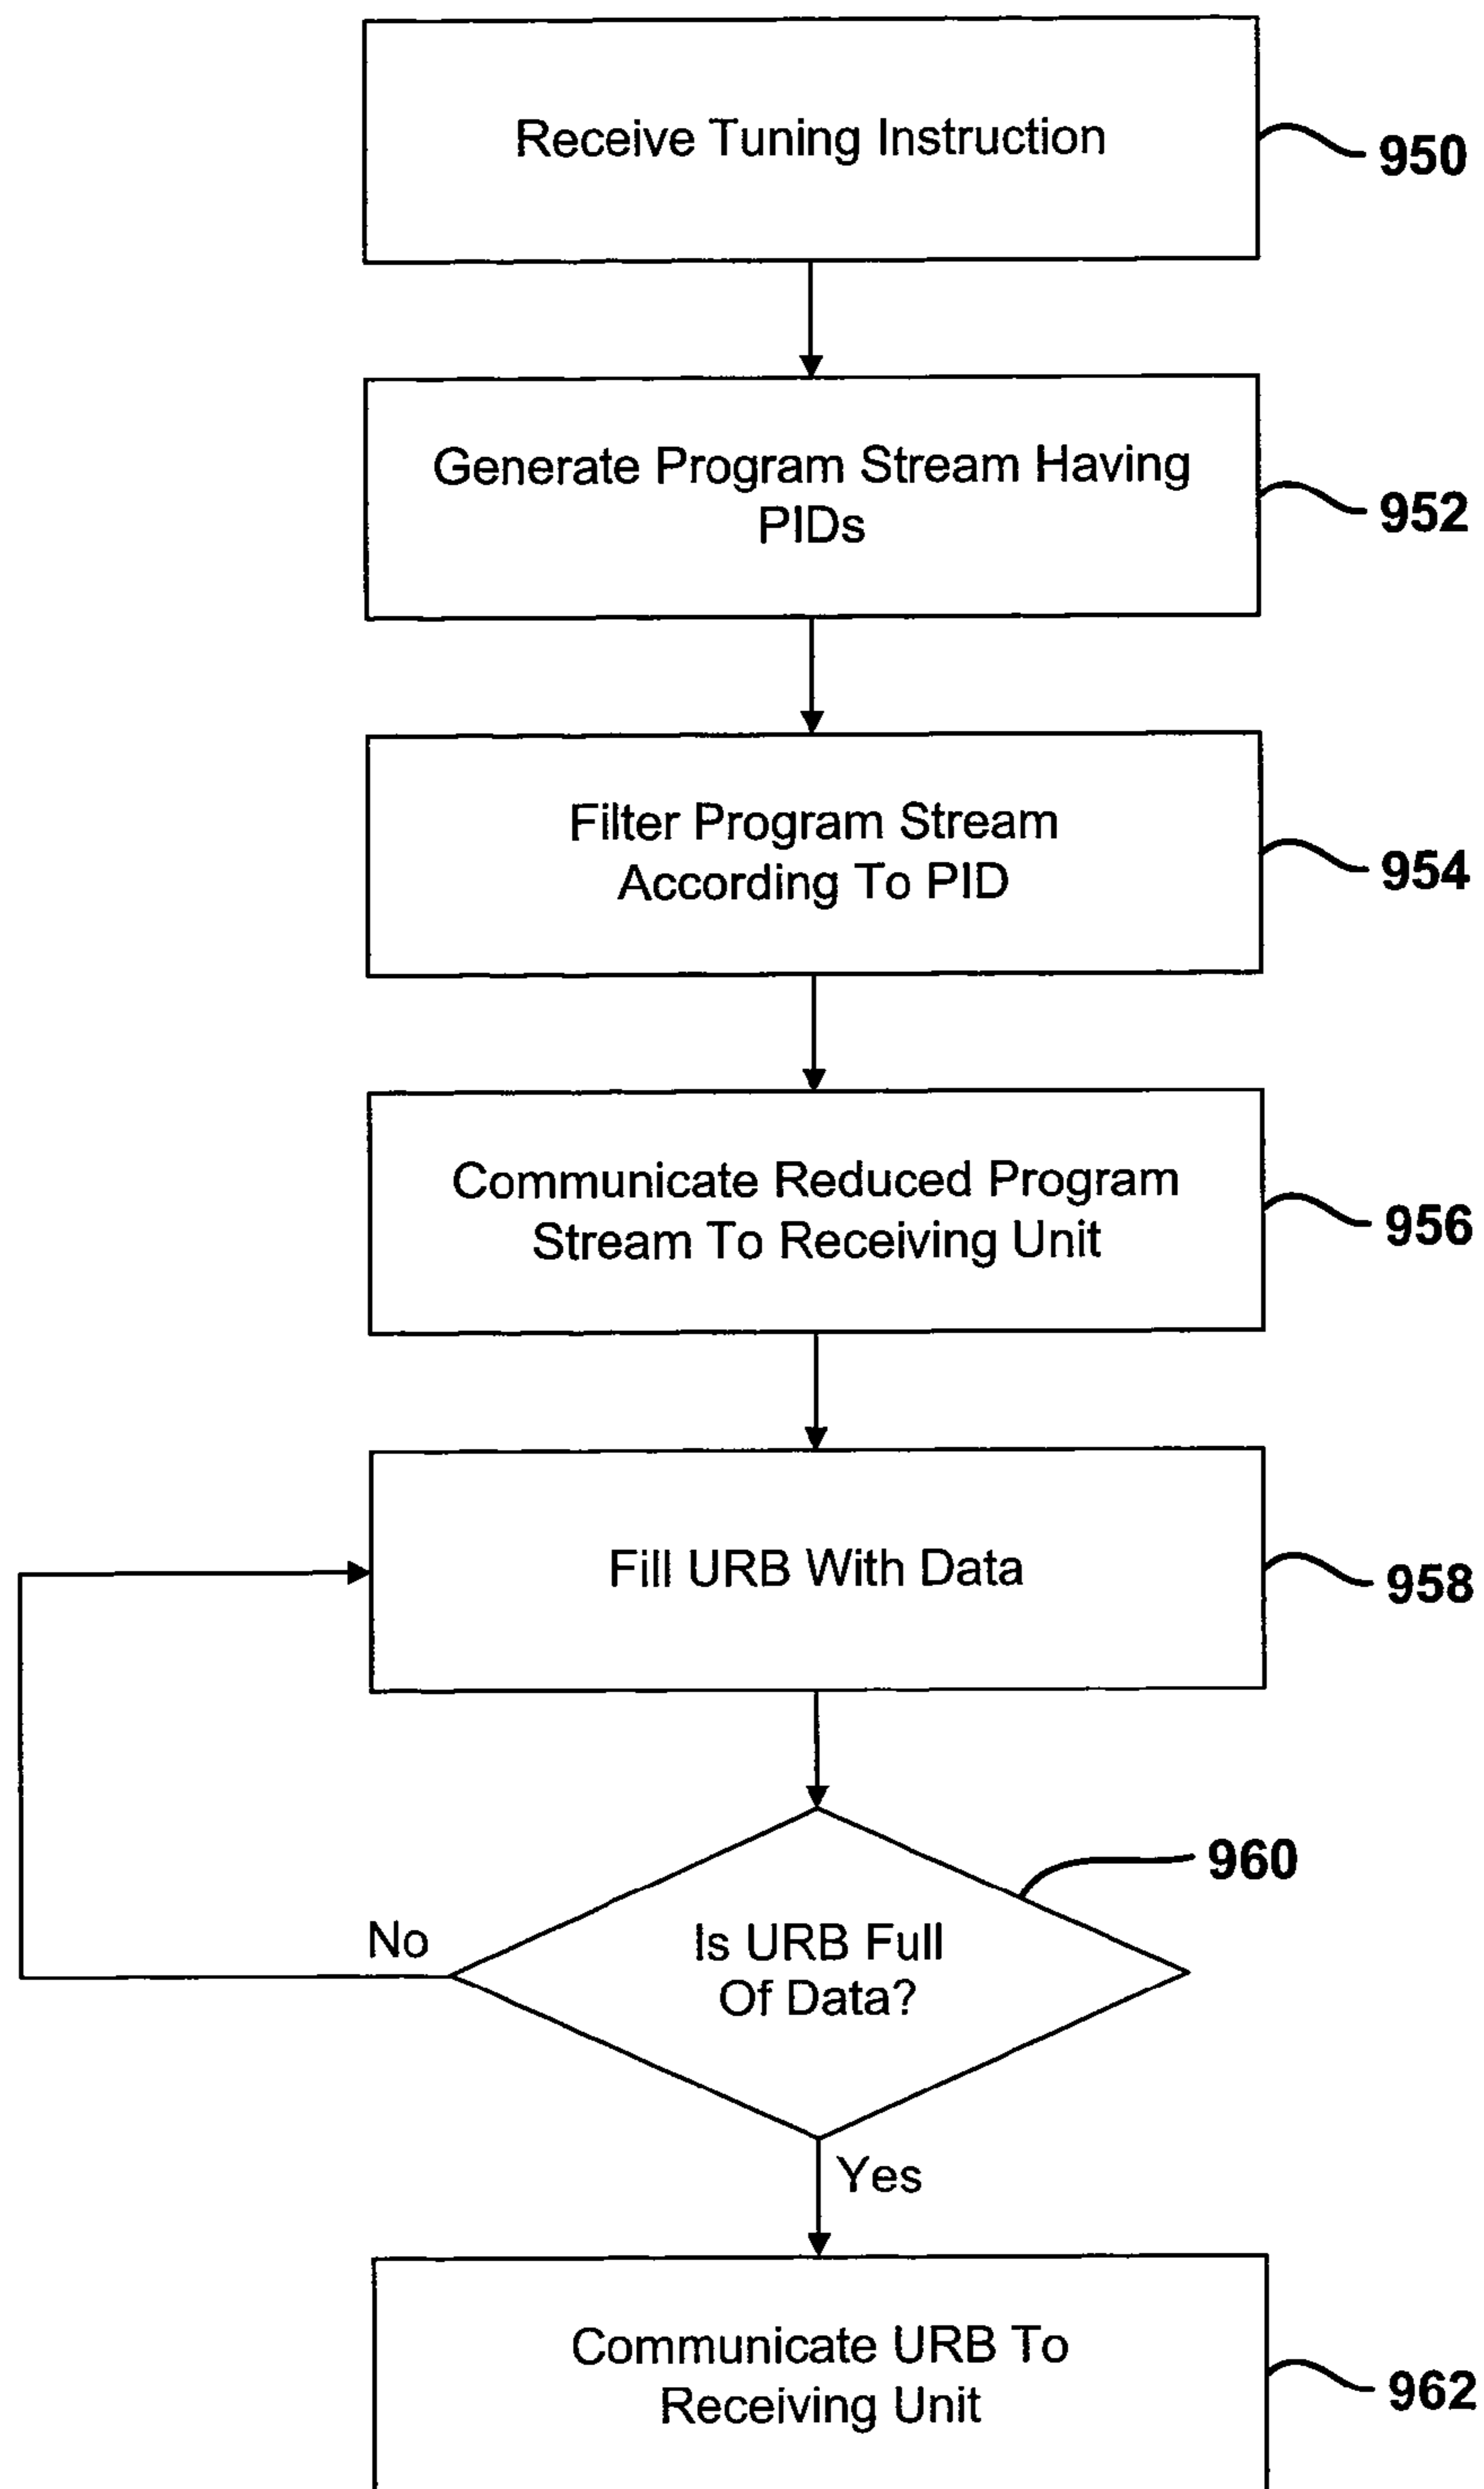 Receive Tuning Instruction
950
Generate Program Stream Having
PIDs
952
Filter Program Stream
According To PID
954
Communicate Reduced Program
Stream To Receiving Unit
956
Fill URB With Data
958
960
No
Is URB Full
Of Data?
Yes
Communicate URB To
Receiving Unit
962